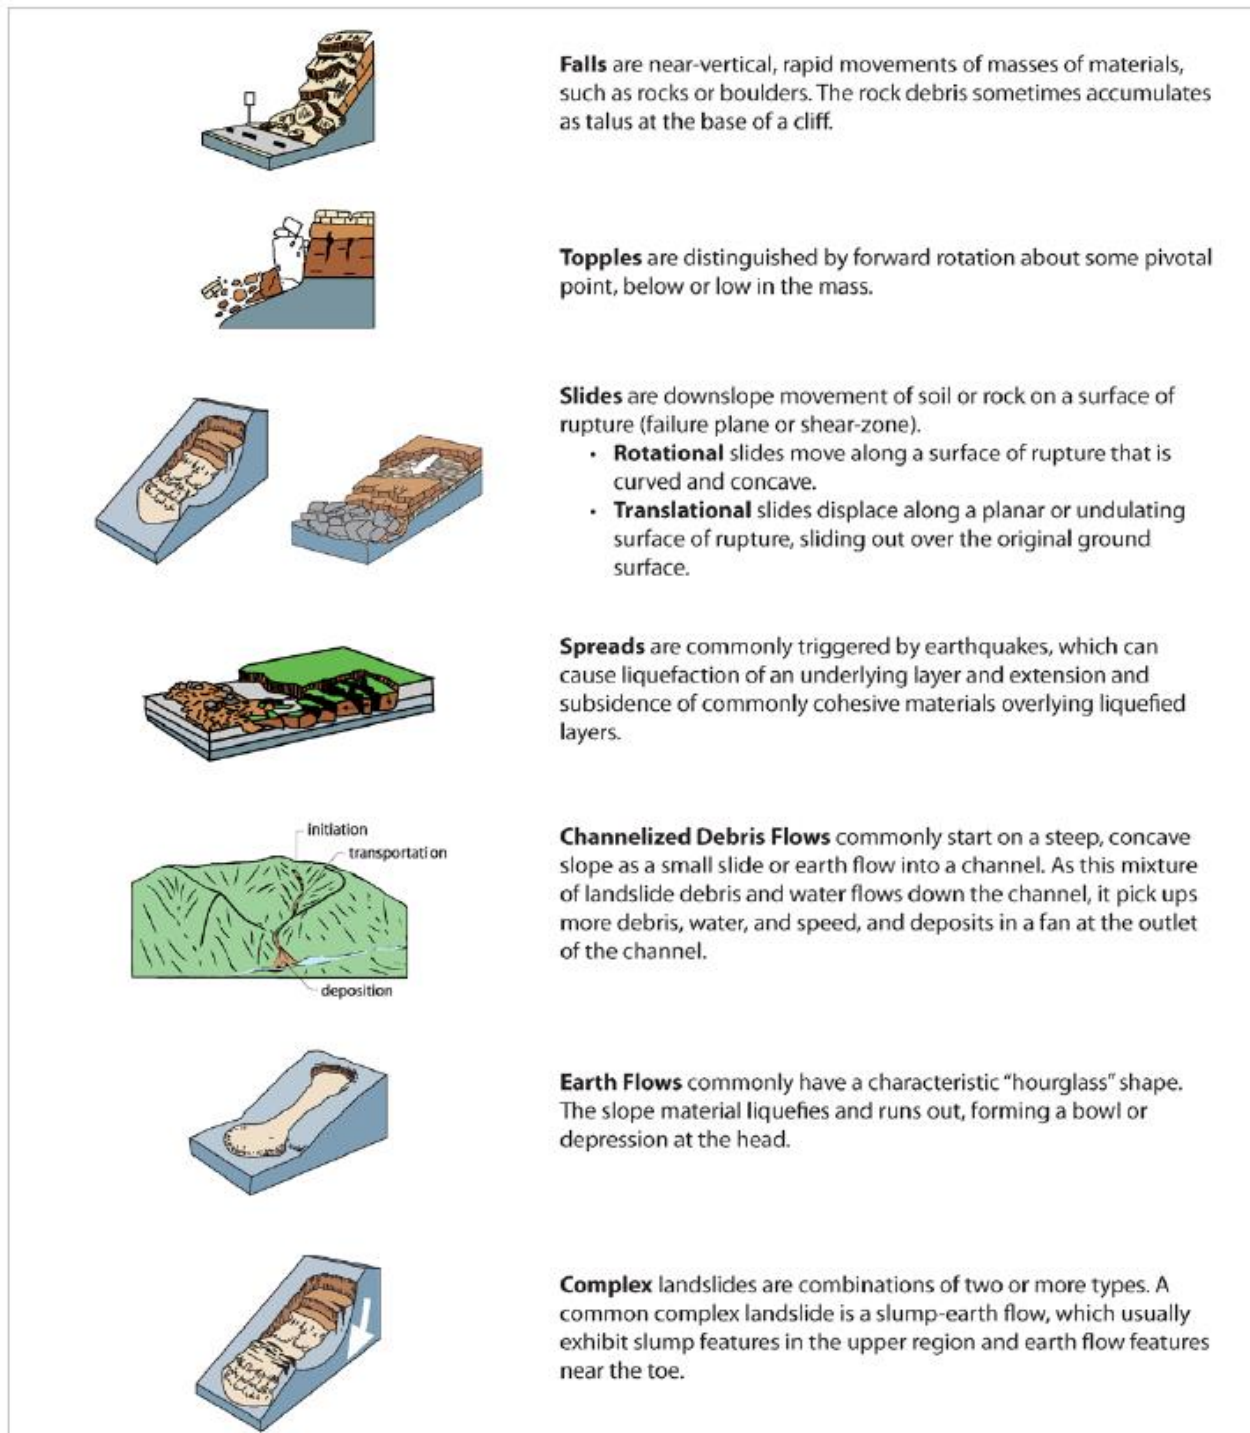 Falls are near-vertical, rapid movements of masses of materials,
such as rocks or boulders. The rock debris sometimes accumulates
as talus at the base of a cliff.
Topples are distinguished by forward rotation about some pivotal
point, below or low in the mass.
Slides are downslope movement of soil or rock on a surface of
rupture (failure plane or shear-zone).
• Rotational slides move along a surface of rupture that is
curved and concave.
• Translational slides displace along a planar or undulating
surface of rupture, sliding out over the original ground
surface.
Spreads are commonly triggered by earthquakes, which can
cause liquefaction of an underlying layer and extension and
subsidence of commonly cohesive materials overlying liquefied
layers.
initiation
transportation
deposition
Channelized Debris Flows commonly start on a steep, concave
slope as a small slide or earth flow into a channel. As this mixture
of landslide debris and water flows down the channel, it pick ups
more debris, water, and speed, and deposits in a fan at the outlet
of the channel.
Earth Flows commonly have a characteristic “hourglass” shape.
The slope material liquefies and runs out, forming a bowl or
depression at the head.
Complex landslides are combinations of two or more types. A
common complex landslide is a slump-earth flow, which usually
exhibit slump features in the upper region and earth flow features
near the toe.